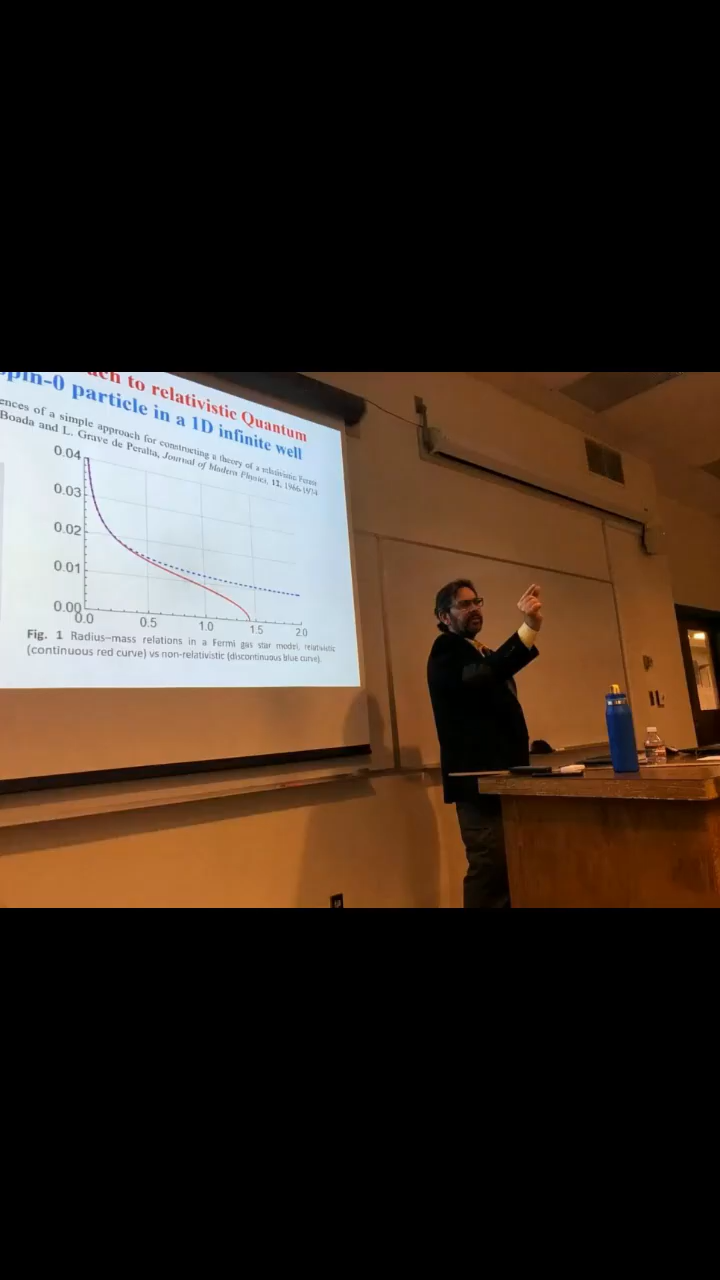 ach to relativistic Quantum
spin-0 particle in a 1D infinite well
ences of a simple approach for constructing a theory of a relativistic Fermi
Boada and L. Grave de Peralta, Journal of Modern Physics, 12, 1966-1974
0.04
0.03
0.02
0.01
0.00
0.0 0.5 1.0 1.5 2.0
Fig. 1 Radius–mass relations in a Fermi gas star model, relativistic
(continuous red curve) vs non-relativistic (discontinuous blue curve).